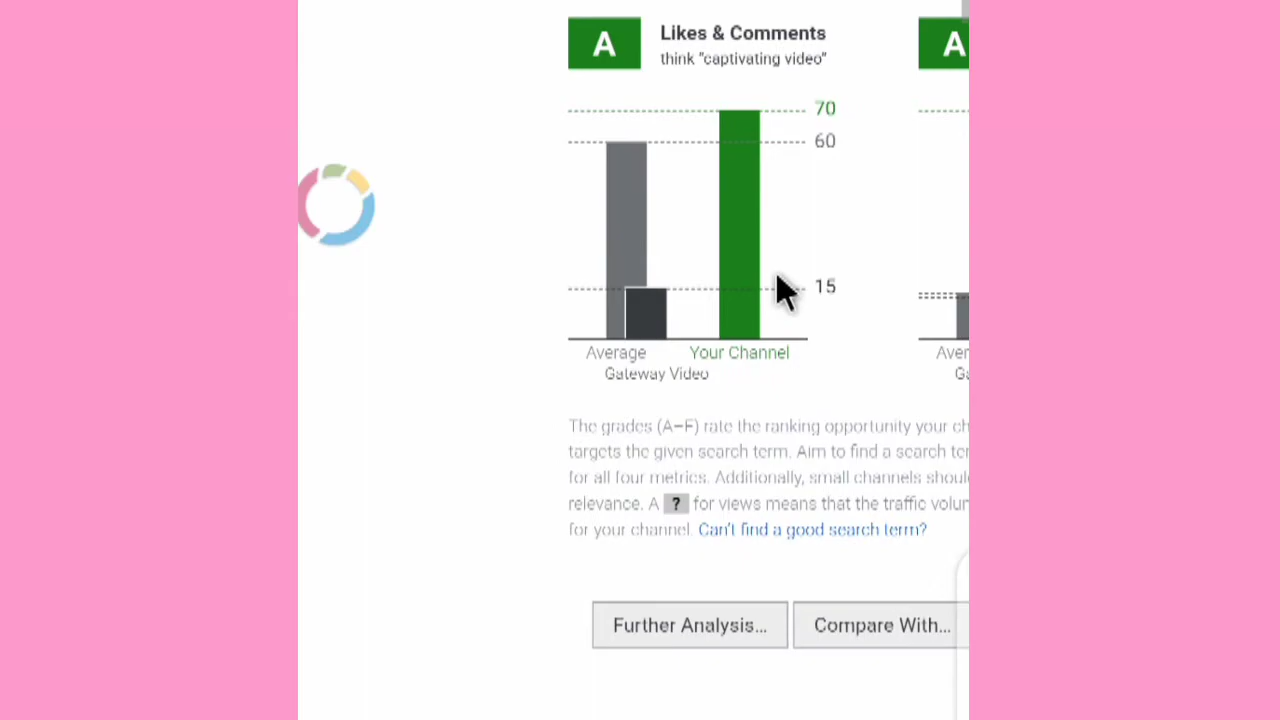 A
Likes & Comments
A
think "captivating video"
70
60
15
Average
Your Channel
Gateway Video
The grades (A–F) rate the ranking opportunity your
targets the given search term. Aim to find a search
for all four metrics. Additionally, small channels
relevance. A ? for views means that the traffic
for your channel. Can't find a good search term?
Further Analysis...
Compare With...